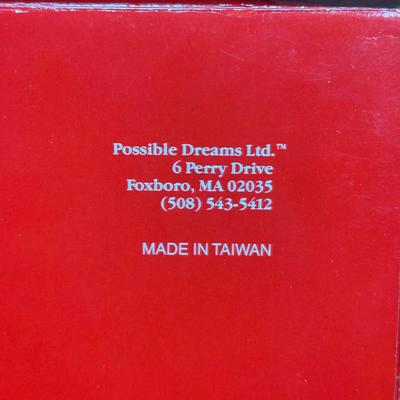 Possible Dreams Ltd.™
6 Perry Drive
Foxboro, MA 02035
(508) 543-5412
MADE IN TAIWAN